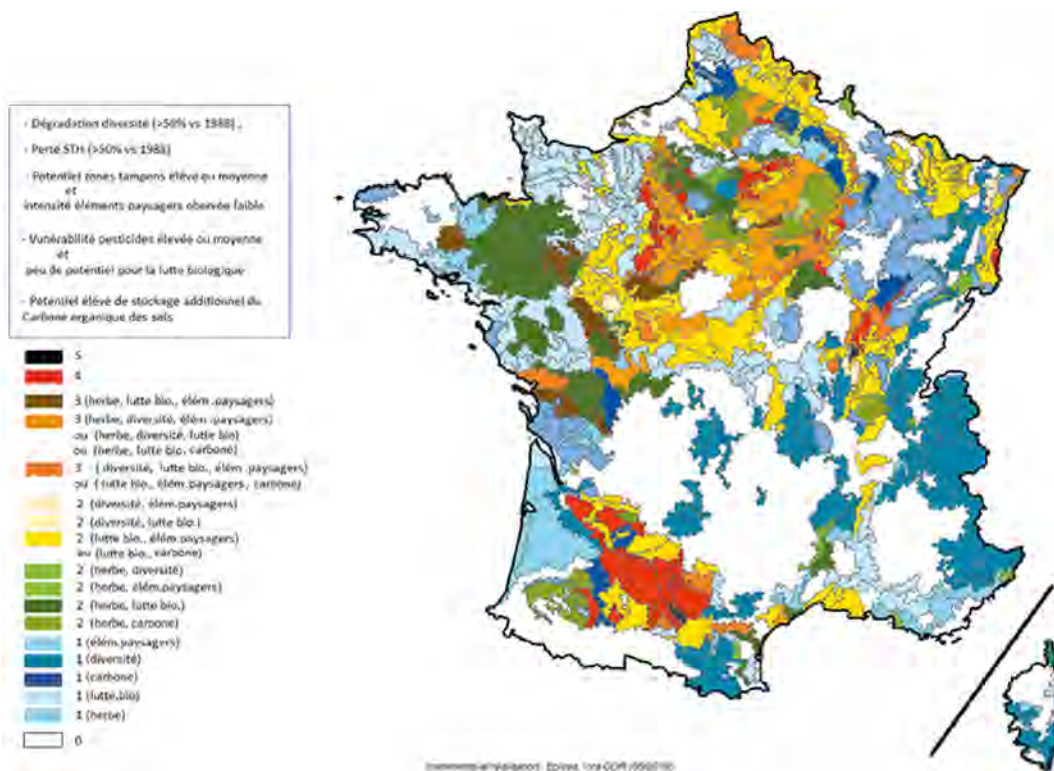 - Dégradation diversité (>50% vs 1988) ,
- Perte STH (>50% vs 1988)
- Potentiel zones tampons élevé ou moyenne
et
intensité éléments paysagers observée faible
- Vunérabilité pesticides élevée ou moyenne
et
peu de potentiel pour la lutte biologique
- Potentiel élevé de stockage additionnel du
Carbone organique des sols
5
4
3 (herbe, lutte bio., élém.paysagers)
3 (herbe, diversité, élém.paysagers)
ou (herbe, diversité, lutte bio)
ou (herbe, lutte bio, carbone)
3 (diversité, lutte bio., élém.paysagers)
ou (lutte bio., élém.paysagers, carbone)
2 (diversité, élém.paysagers)
2 (diversité, lutte bio.)
2 (lutte bio., élém.paysagers)
ou (lutte bio., carbone)
2 (herbe, diversité)
2 (herbe, élém.paysagers)
2 (herbe, lutte bio.)
2 (herbe, carbone)
1 (élém.paysagers)
1 (diversité)
1 (carbone)
1 (lutte.bio)
1 (herbe)
0